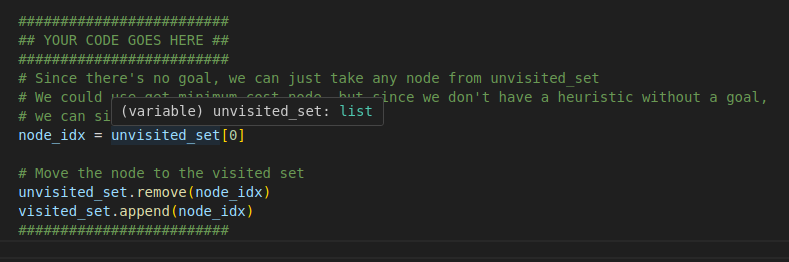 #########################
## YOUR CODE GOES HERE ##
#########################
# Since there's no goal, we can just take any node from unvisited_set
# We could use get_minimum_cost_node, but since we don't have a heuristic without a goal,
(variable) unvisited_set: list
# we can si
node_idx = unvisited_set[0]
# Move the node to the visited set
unvisited_set.remove(node_idx)
visited_set.append(node_idx)
#########################